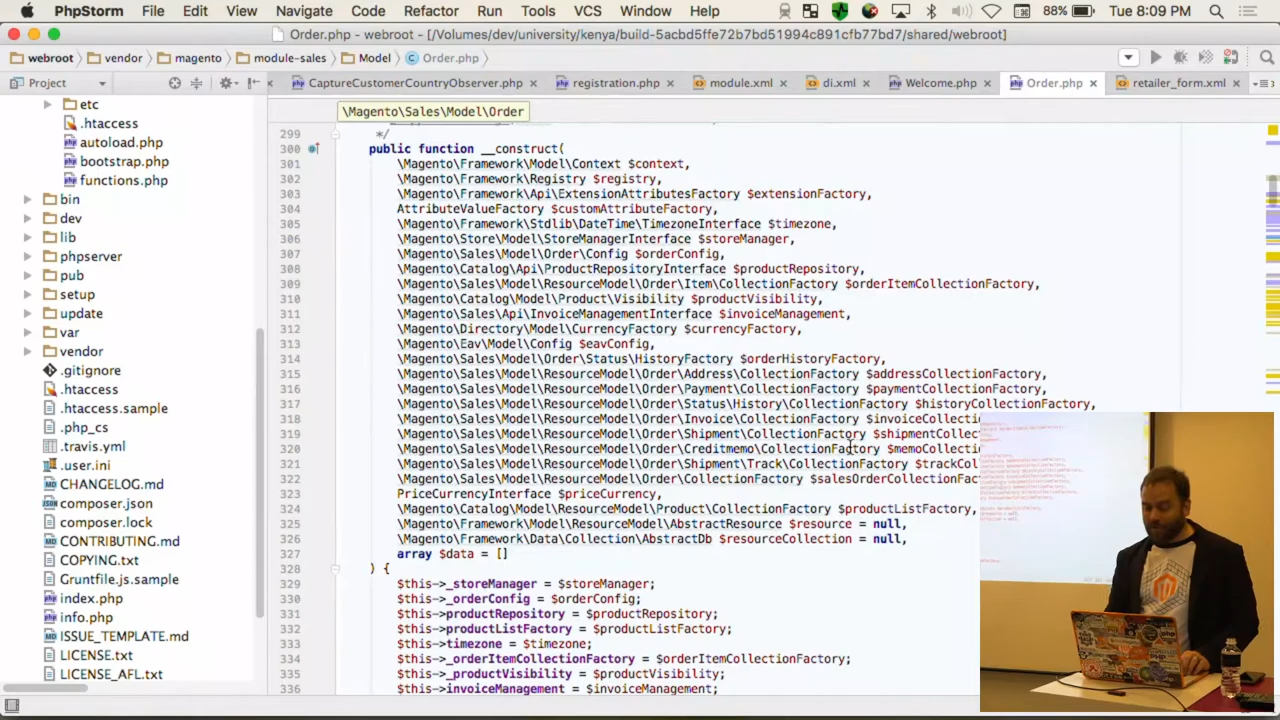 PhpStorm File Edit View Navigate Code Refactor Run Tools VCS Window Help 88% Tue 8:09 PM
Order.php - webroot - [/Volumes/dev/university/kenya/build-5acbd5ffe72b7bd51994c891cfb77bd7/shared/webroot]
webroot vendor magento module-sales Model Order.php
Project CaptureCustomerCountryObserver.php registration.php module.xml di.xml Welcome.php Order.php retailer_form.xml
\Magento\Sales\Model\Order
etc
.htaccess
autoload.php
bootstrap.php
functions.php
bin
dev
lib
phpserver
pub
setup
update
var
vendor
.gitignore
.htaccess
.htaccess.sample
.php_cs
.travis.yml
.user.ini
CHANGELOG.md
composer.json
composer.lock
CONTRIBUTING.md
COPYING.txt
Gruntfile.js.sample
index.php
info.php
ISSUE_TEMPLATE.md
LICENSE.txt
LICENSE_AFL.txt
299 */
300 public function __construct(
301 \Magento\Framework\Model\Context $context,
302 \Magento\Framework\Registry $registry,
303 \Magento\Framework\Api\ExtensionAttributesFactory $extensionFactory,
304 AttributeValueFactory $customAttributeFactory,
305 \Magento\Framework\Stdlib\DateTime\TimezoneInterface $timezone,
306 \Magento\Store\Model\StoreManagerInterface $storeManager,
307 \Magento\Sales\Model\Order\Config $orderConfig,
308 \Magento\Catalog\Api\ProductRepositoryInterface $productRepository,
309 \Magento\Sales\Model\ResourceModel\Order\Item\CollectionFactory $orderItemCollectionFactory,
310 \Magento\Catalog\Model\Product\Visibility $productVisibility,
311 \Magento\Sales\Api\InvoiceManagementInterface $invoiceManagement,
312 \Magento\Directory\Model\CurrencyFactory $currencyFactory,
313 \Magento\Eav\Model\Config $eavConfig,
314 \Magento\Sales\Model\Order\Status\HistoryFactory $orderHistoryFactory,
315 \Magento\Sales\Model\ResourceModel\Order\Address\CollectionFactory $addressCollectionFactory,
316 \Magento\Sales\Model\ResourceModel\Order\Payment\CollectionFactory $paymentCollectionFactory,
317 \Magento\Sales\Model\ResourceModel\Order\Status\History\CollectionFactory $historyCollectionFactory,
318 \Magento\Sales\Model\ResourceModel\Order\Invoice\CollectionFactory $invoiceCollection
319 \Magento\Sales\Model\ResourceModel\Order\Shipment\CollectionFactory $shipmentCollec
320 \Magento\Sales\Model\ResourceModel\Order\Creditmemo\CollectionFactory $memoCollectio
321 \Magento\Sales\Model\ResourceModel\Order\Shipment\Track\CollectionFactory $trackCol
322 \Magento\Sales\Model\ResourceModel\Order\CollectionFactory $salesOrderCollectionFac
323 PriceCurrencyInterface $priceCurrency,
324 \Magento\Catalog\Model\ResourceModel\Product\CollectionFactory $productListFactory,
325 \Magento\Framework\Model\ResourceModel\AbstractResource $resource = null,
326 \Magento\Framework\Data\Collection\AbstractDb $resourceCollection = null,
327 array $data = []
328 ) {
329 $this->_storeManager = $storeManager;
330 $this->_orderConfig = $orderConfig;
331 $this->productRepository = $productRepository;
332 $this->productListFactory = $productListFactory;
333 $this->timezone = $timezone;
334 $this->_orderItemCollectionFactory = $orderItemCollectionFactory;
335 $this->_productVisibility = $productVisibility;
336 $this->invoiceManagement = $invoiceManagement;